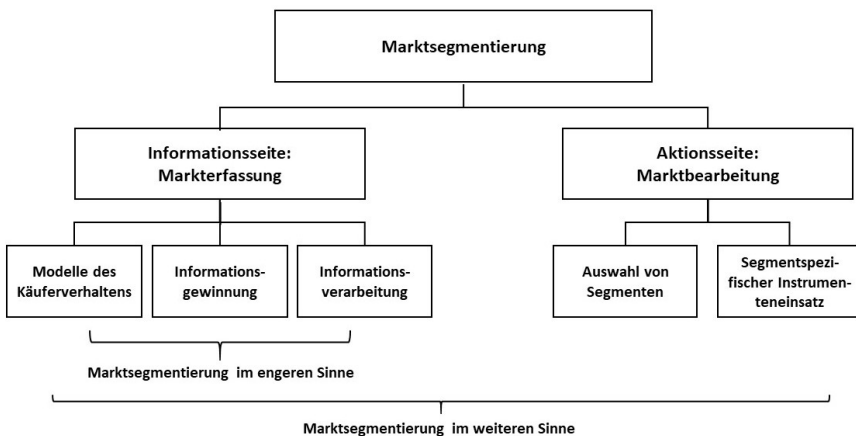 Marktsegmentierung
Informationsseite:
Markterfassung
Aktionsseite:
Marktbearbeitung
Modelle des
Käuferverhaltens
Informations-
gewinnung
Informations-
verarbeitung
Auswahl von
Segmenten
Segmentspezi-
fischer Instrumen-
teneinsatz
Marktsegmentierung im engeren Sinne
Marktsegmentierung im weiteren Sinne